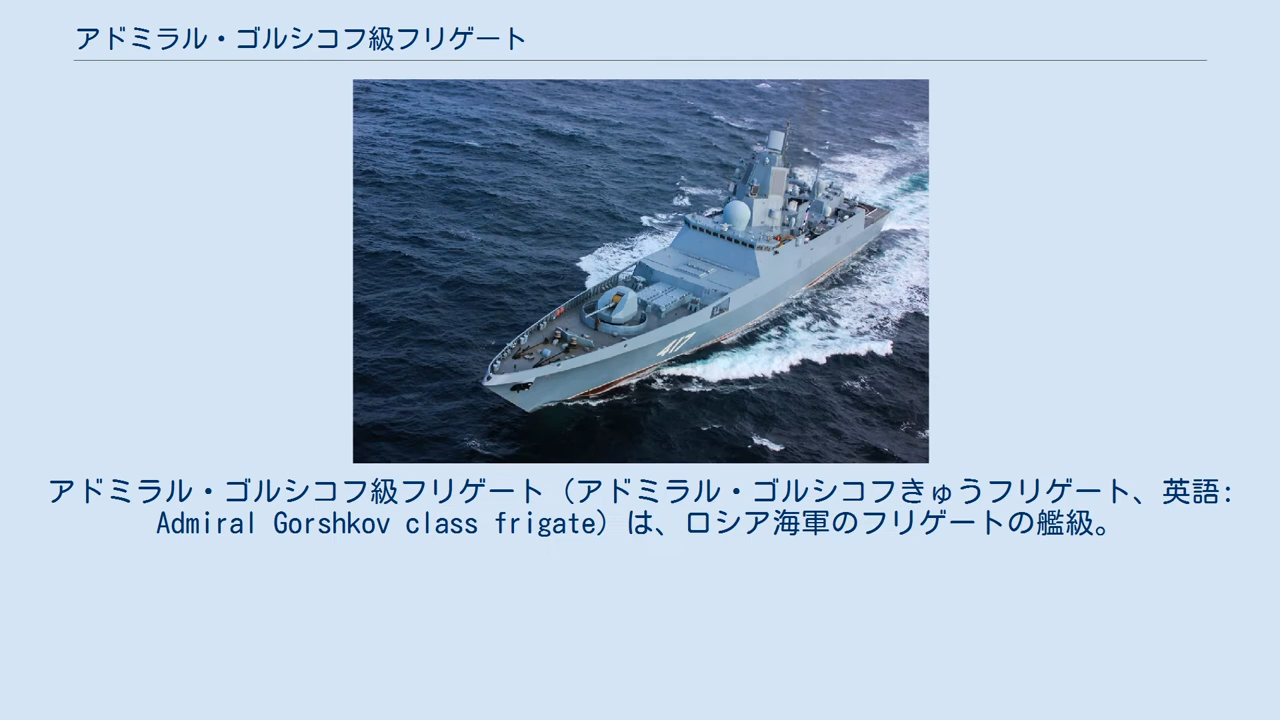 アドミラル・ゴルシコフ級フリゲート
417
アドミラル・ゴルシコフ級フリゲート（アドミラル・ゴルシコフきゅうフリゲート、英語:
Admiral Gorshkov class frigate）は、ロシア海軍のフリゲートの艦級。